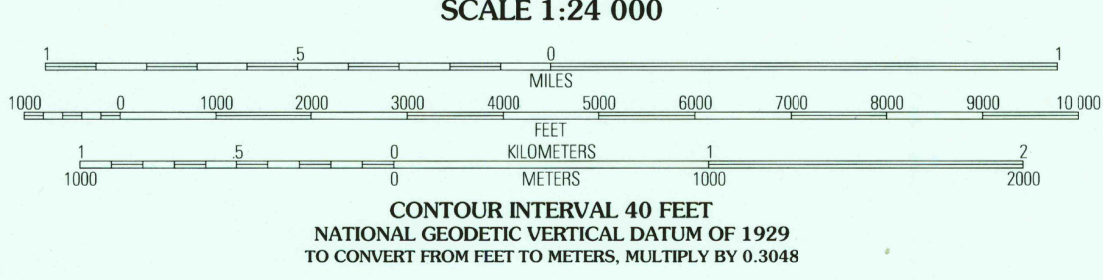 SCALE 1:24 000
1 .5 0 1
MILES
1000 0 1000 2000 3000 4000 5000 6000 7000 8000 9000 10 000
FEET
1 .5 0 KILOMETERS 1 2
1000 0 METERS 1000 2000
CONTOUR INTERVAL 40 FEET
NATIONAL GEODETIC VERTICAL DATUM OF 1929
TO CONVERT FROM FEET TO METERS, MULTIPLY BY 0.3048